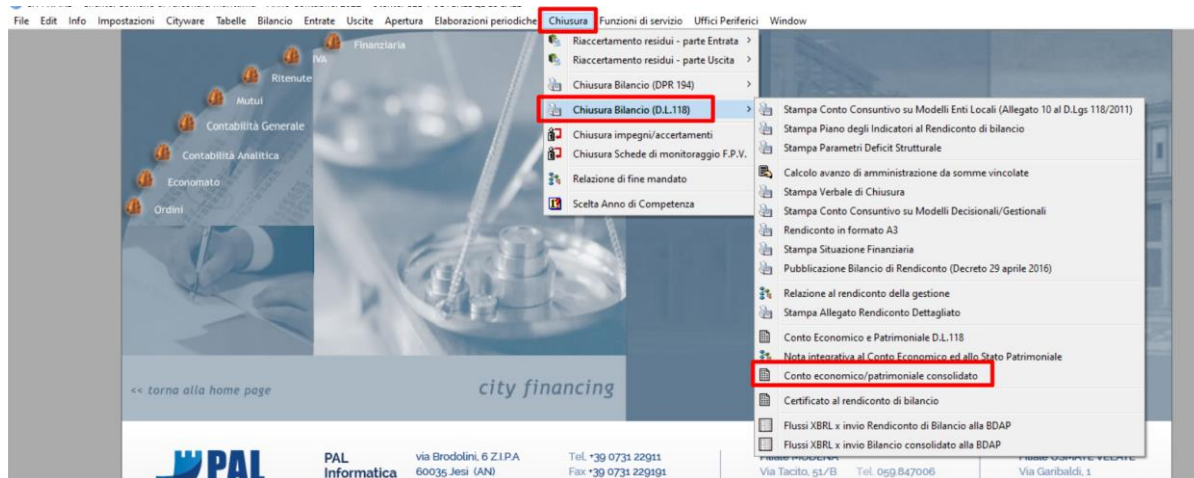 File Edit Info Impostazioni Cityware Tabelle Bilancio Entrate Uscite Apertura Elaborazioni periodiche Chiusura Funzioni di servizio Uffici Periferici Window
Finanziaria
IVA
Ritenute
Mutui
Contabilità Generale
Contabilità Analitica
Economato
Ordini
Riaccertamento residui - parte Entrata >
Riaccertamento residui - parte Uscita >
Chiusura Bilancio (DPR 194) >
Chiusura Bilancio (D.L.118) >
Chiusura impegni/accertamenti
Chiusura Schede di monitoraggio F.P.V.
Relazione di fine mandato
Scelta Anno di Competenza
Stampa Conto Consuntivo su Modelli Enti Locali (Allegato 10 al D.Lgs 118/2011)
Stampa Piano degli Indicatori al Rendiconto di bilancio
Stampa Parametri Deficit Strutturale
Calcolo avanzo di amministrazione da somme vincolate
Stampa Verbale di Chiusura
Stampa Conto Consuntivo su Modelli Decisionali/Gestionali
Rendiconto in formato A3
Stampa Situazione Finanziaria
Pubblicazione Bilancio di Rendiconto (Decreto 29 aprile 2016)
Relazione al rendiconto della gestione
Stampa Allegato Rendiconto Dettagliato
Conto Economico e Patrimoniale D.L.118
Nota integrativa al Conto Economico ed allo Stato Patrimoniale
Conto economico/patrimoniale consolidato
Certificato al rendiconto di bilancio
Flussi XBRL x invio Rendiconto di Bilancio alla BDAP
Flussi XBRL x invio Bilancio consolidato alla BDAP
<< torna alla home page
city financing
PAL
PAL Informatica
via Brodolini, 6 Z.I.P.A
60035 Jesi (AN)
Tel. +39 0731 22911
Fax +39 0731 229191
Filiale MODENA
Via Tacito, 51/B Tel. 059.847006
Filiale USMATE VELATE
Via Garibaldi, 1